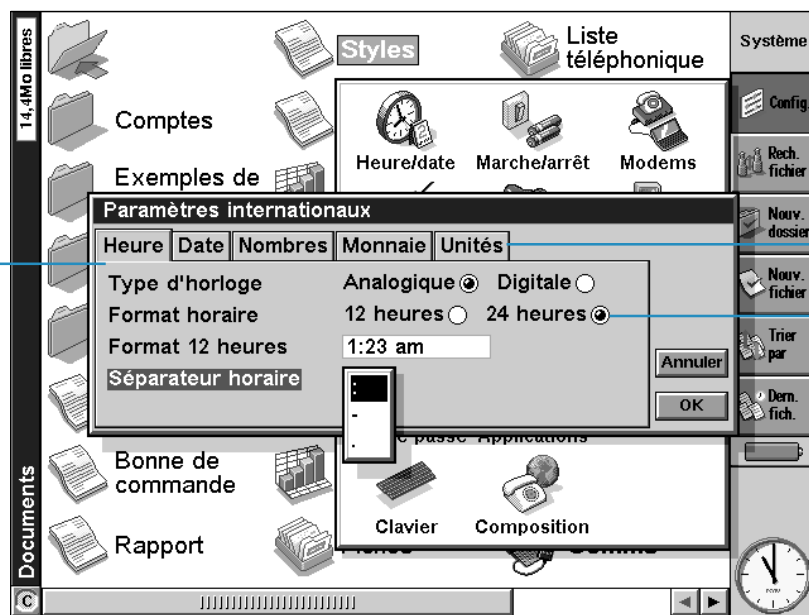 14,4Mo libres
Documents
Styles
Liste
téléphonique
Comptes
Exemples de
Bonne de
commande
Rapport
Heure/date
Marche/arrêt
Modems
Paramètres internationaux
Heure
Date
Nombres
Monnaie
Unités
Type d'horloge
Analogique
Digitale
Format horaire
12 heures
24 heures
Format 12 heures
1:23 am
Séparateur horaire
:
-
.
Annuler
OK
passe Applications
Clavier
Composition
Système
Config.
Rech.
fichier
Nouv.
dossier
Nouv.
fichier
Trier
par
Dern.
fich.
C